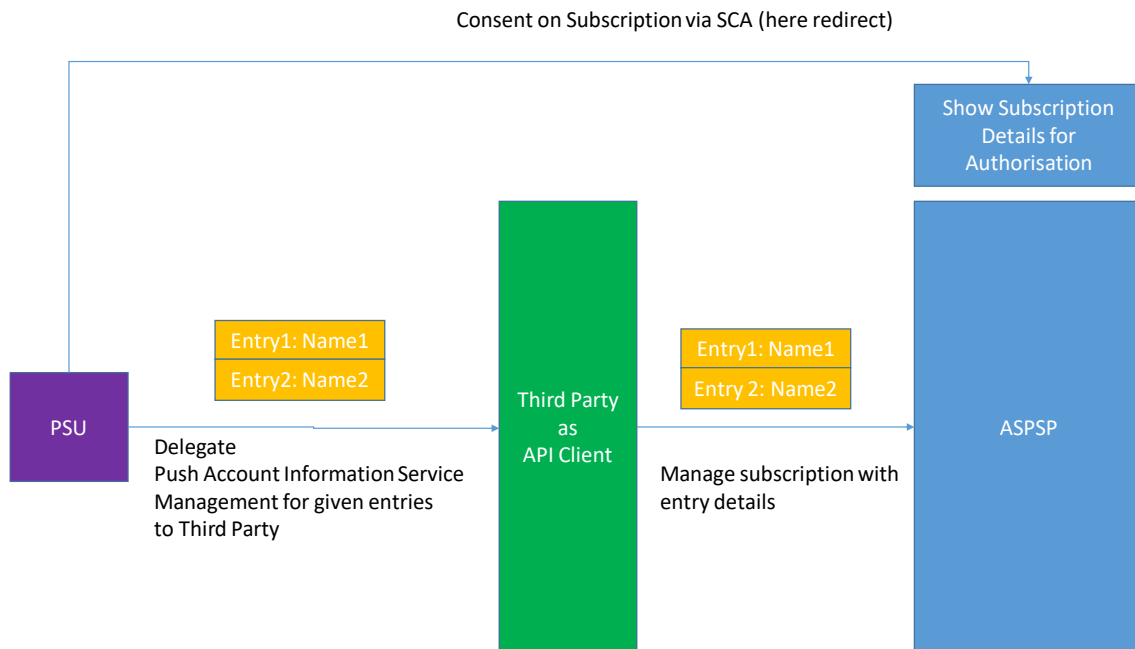 Consent on Subscription via SCA (here redirect)
Show Subscription
Details for
Authorisation
Entry1: Name1
Entry2: Name2
Entry1: Name1
Entry 2: Name2
PSU
Third Party
as
API Client
ASPSP
Delegate
Push Account Information Service
Management for given entries
to Third Party
Manage subscription with
entry details